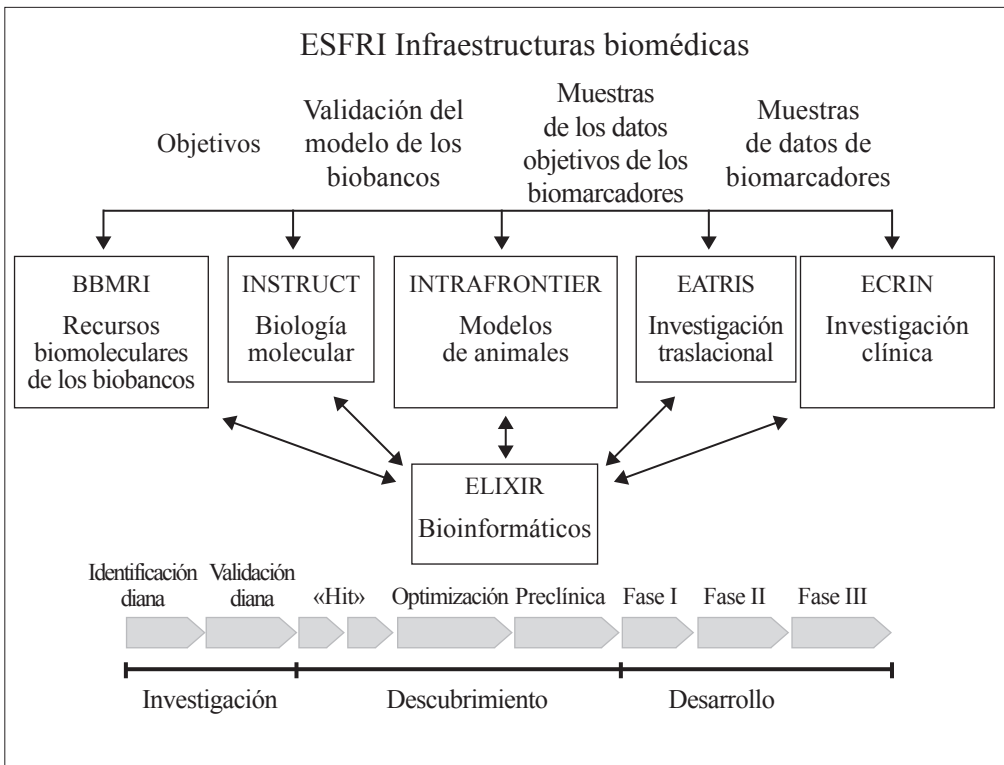 ESFRI Infraestructuras biomédicas
Objetivos
Validación del
modelo de los
biobancos
Muestras
de los datos
objetivos de los
biomarcadores
Muestras
de datos de
biomarcadores
BBMRI
Recursos
biomoleculares
de los biobancos
INSTRUCT
Biología
molecular
INTRAFRONTIER
Modelos
de animales
EATRIS
Investigación
traslacional
ECRIN
Investigación
clínica
ELIXIR
Bioinformáticos
Identificación
diana
Validación
diana
«Hit»
Optimización
Preclínica
Fase I
Fase II
Fase III
Investigación
Descubrimiento
Desarrollo